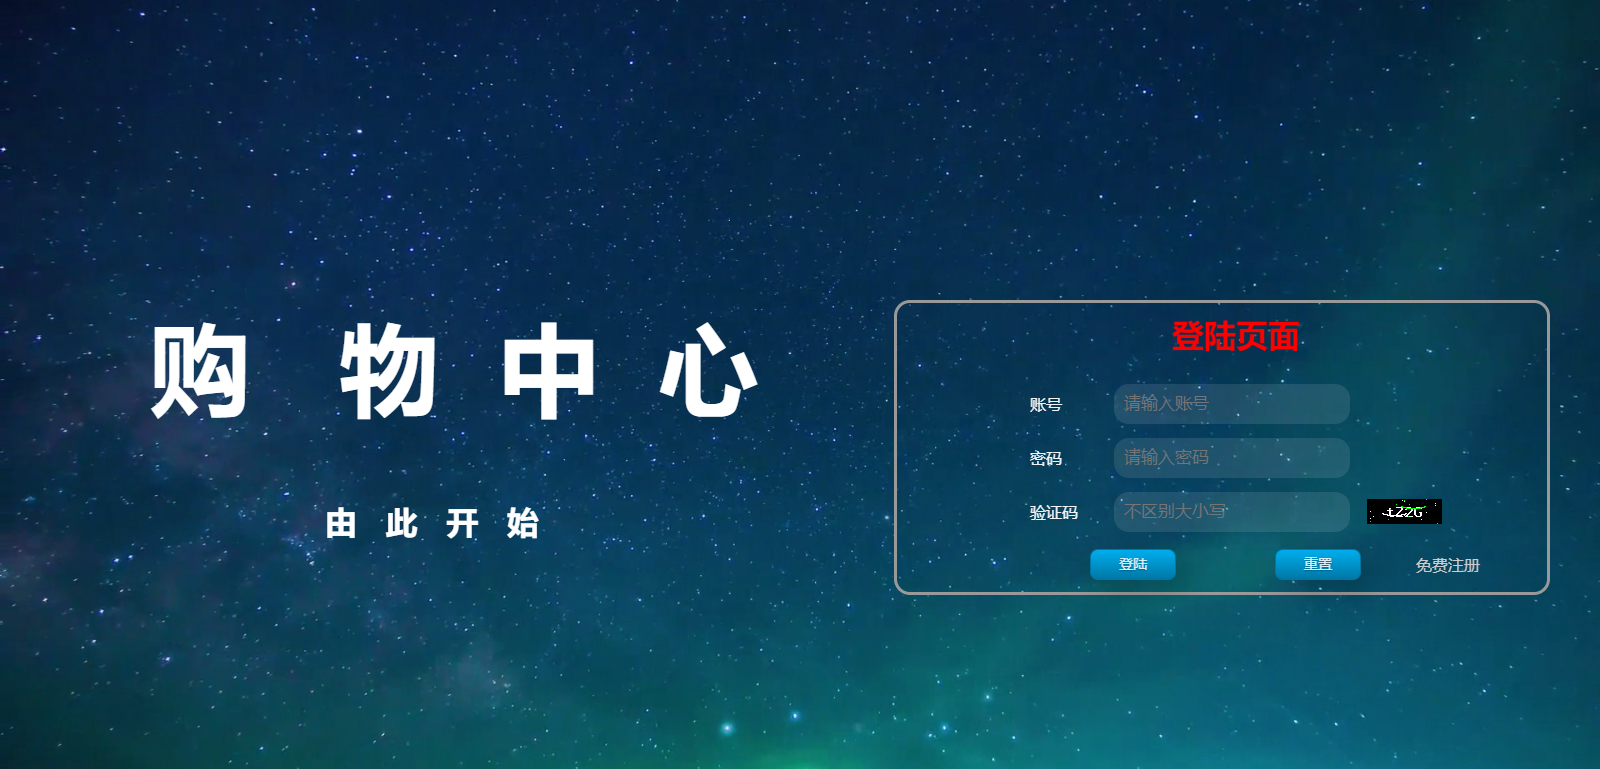 购 物 中 心
由 此 开 始
登陆页面
账号 请输入账号
密码 请输入密码
验证码 不区别大小写 tZ2G
登陆 重置 免费注册